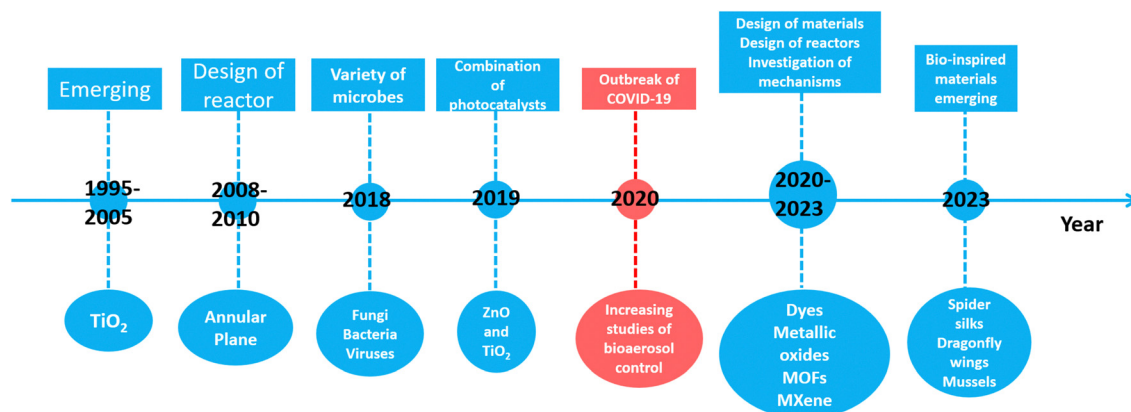 Emerging
Design of
reactor
Variety of
microbes
Combination
of
photocatalysts
Outbreak of
COVID-19
Design of materials
Design of reactors
Investigation of
mechanisms
Bio-inspired
materials
emerging
1995-
2005
2008-
2010
2018
2019
2020
2020-
2023
2023
Year
TiO₂
Annular
Plane
Fungi
Bacteria
Viruses
ZnO
and
TiO₂
Increasing
studies of
bioaerosol
control
Dyes
Metallic
oxides
MOFs
MXene
Spider
silks
Dragonfly
wings
Mussels